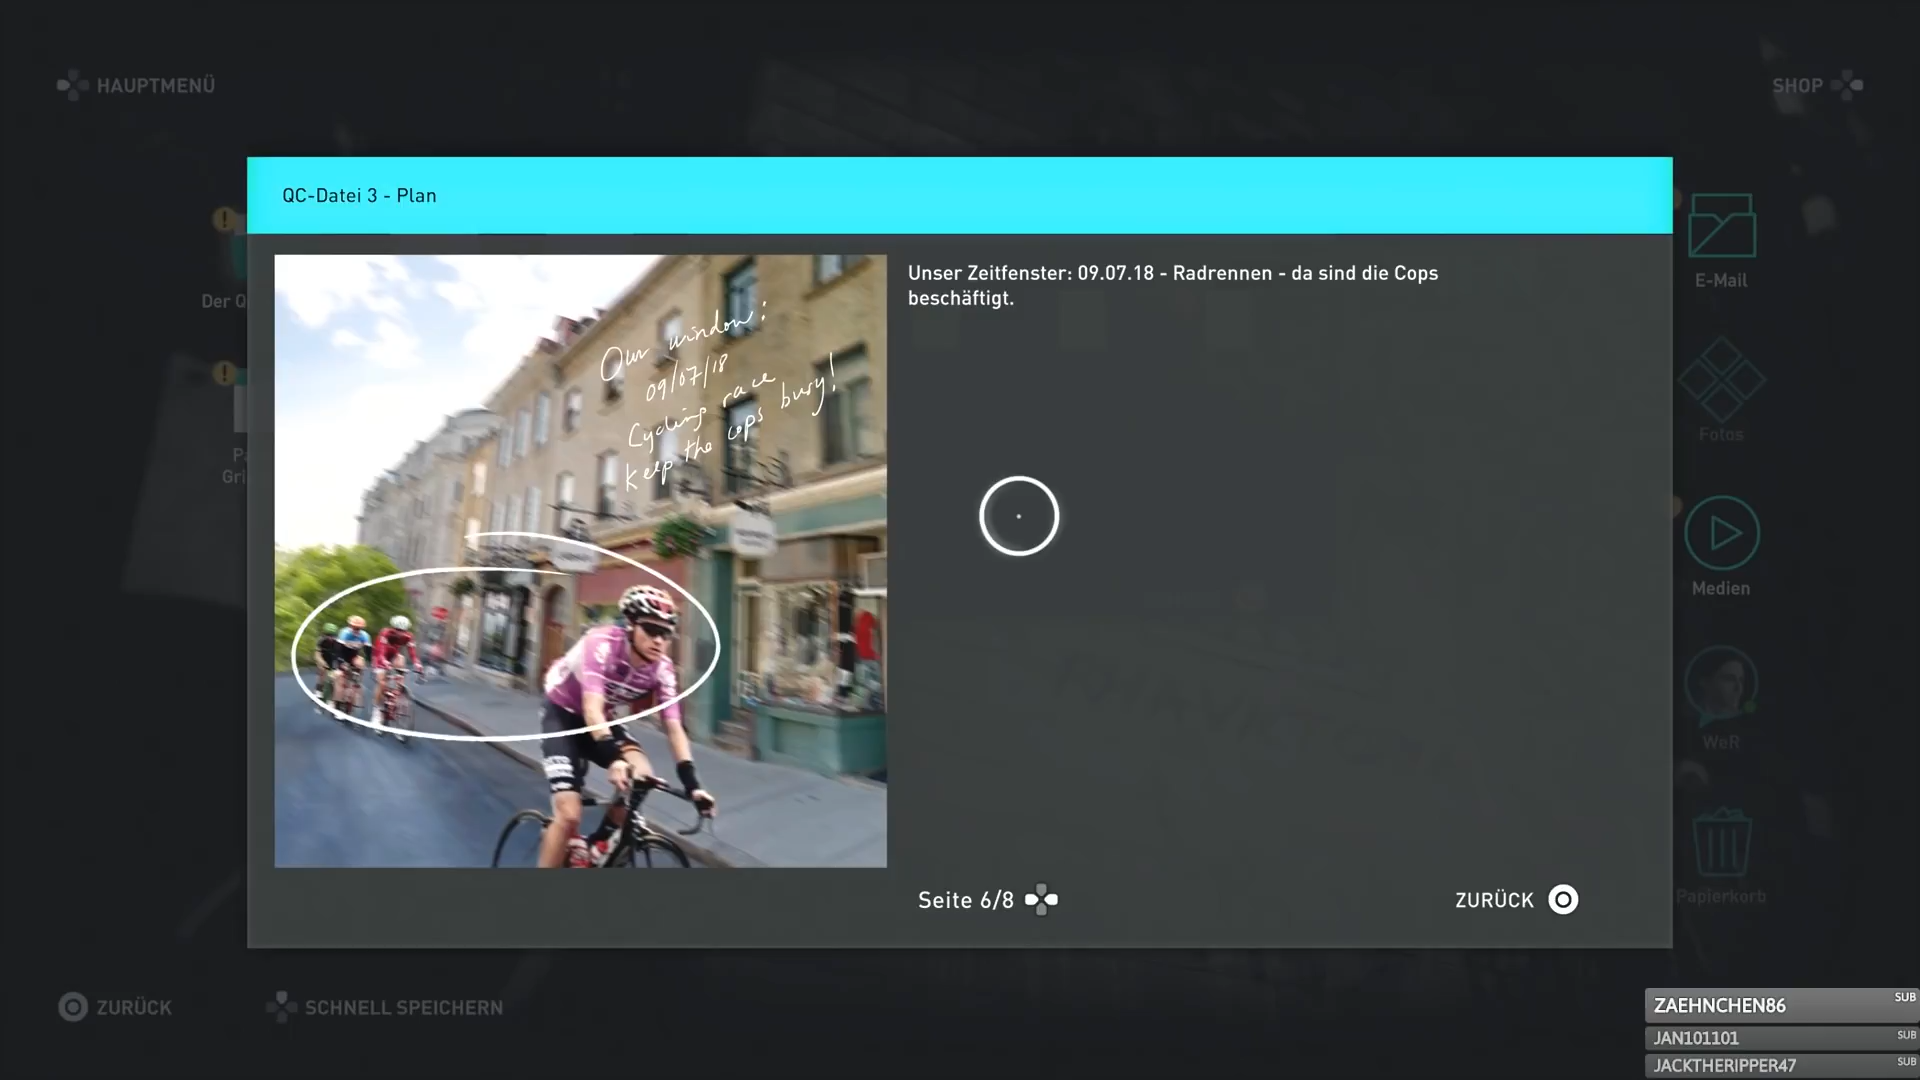 HAUPTMENÜ
SHOP
QC-Datei 3 - Plan
Der Q
Our window:
09/07/18
Cycling race
keep the cops busy!
Unser Zeitfenster: 09.07.18 - Radrennen - da sind die Cops
beschäftigt.
E-Mail
Fotos
Medien
WeR
Papierkorb
Seite 6/8
ZURÜCK
ZURÜCK
SCHNELL SPEICHERN
ZAEHNCHEN86 SUB
JAN101101 SUB
JACKTHERIPPER47 SUB